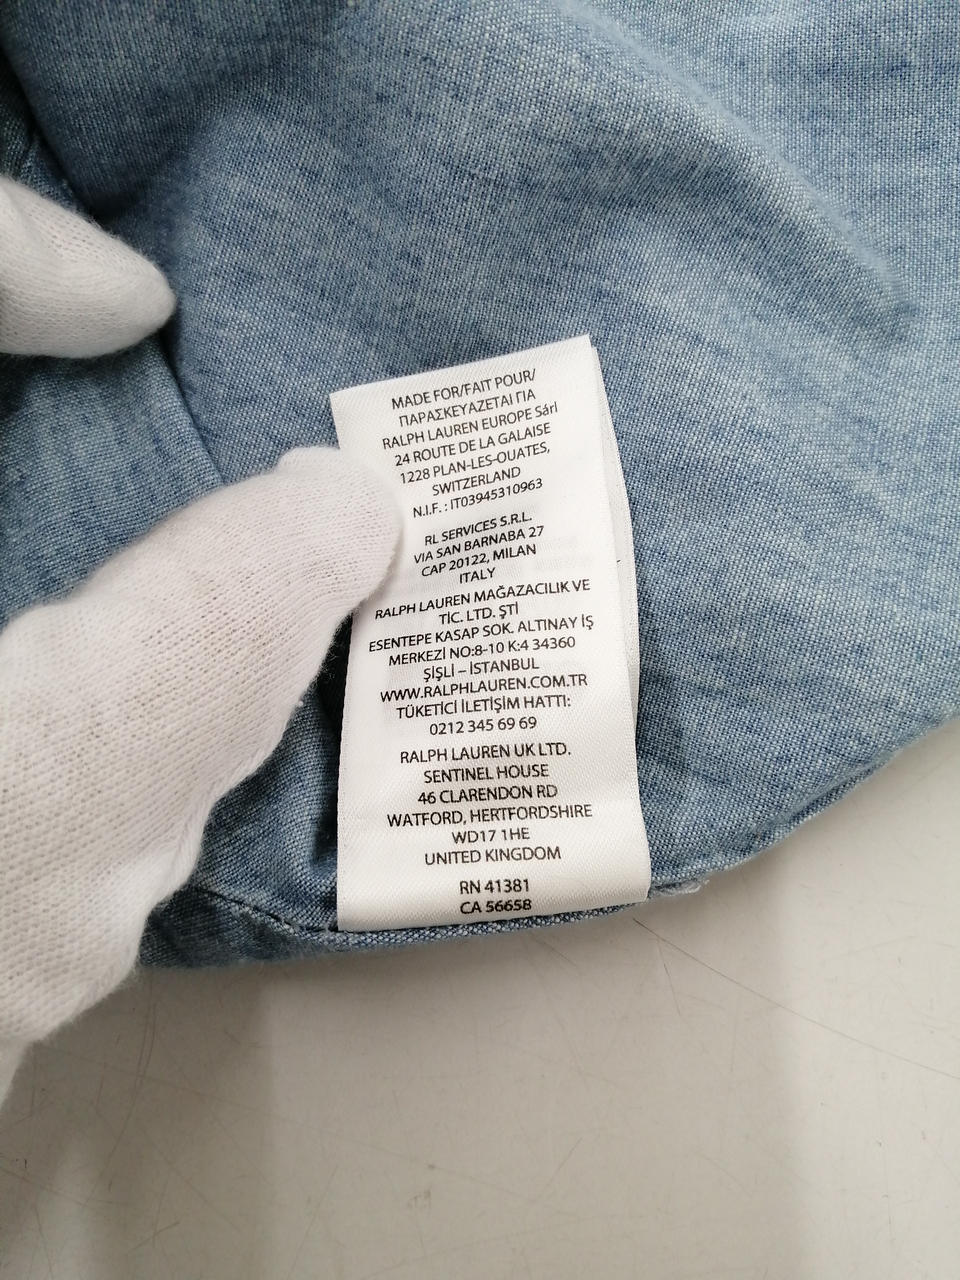 MADE FOR/FAIT POUR/
ΠΑΡΑΣΚΕΥΑΖΕΤΑΙ ΓΙΑ
RALPH LAUREN EUROPE Sárl
24 ROUTE DE LA GALAISE
1228 PLAN-LES-OUATES,
SWITZERLAND
N.I.F. : IT03945310963
RL SERVICES S.R.L.
VIA SAN BARNABA 27
CAP 20122, MILAN
ITALY
RALPH LAUREN MAĞAZACILIK VE
TİC. LTD. ŞTİ
ESENTEPE KASAP SOK. ALTINAY İŞ
MERKEZİ NO:8-10 K:4 34360
ŞİŞLİ – İSTANBUL
WWW.RALPHLAUREN.COM.TR
TÜKETİCİ İLETİŞİM HATTI:
0212 345 69 69
RALPH LAUREN UK LTD.
SENTINEL HOUSE
46 CLARENDON RD
WATFORD, HERTFORDSHIRE
WD17 1HE
UNITED KINGDOM
RN 41381
CA 56658